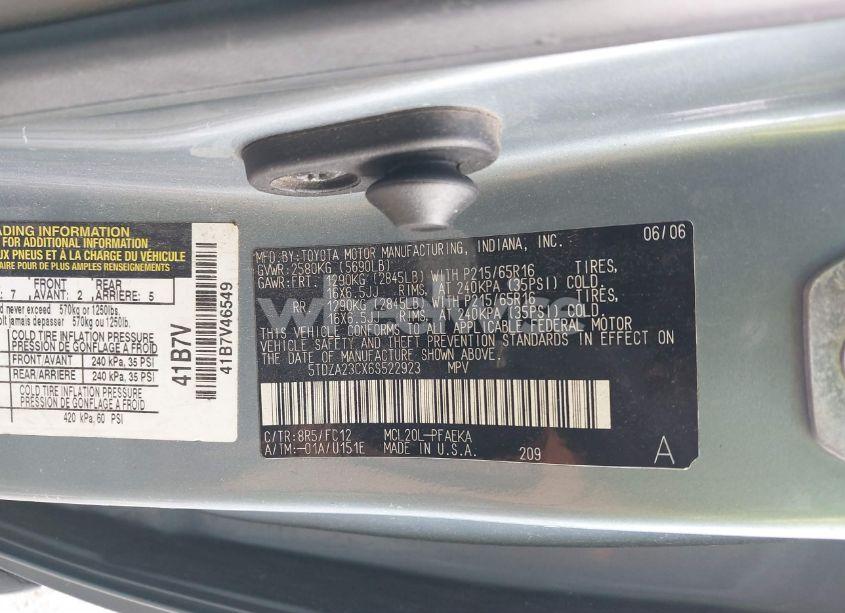 ADING INFORMATION
FOR ADDITIONAL INFORMATION
UX PNEUS ET À LA CHARGE DU VÉHICULE
AIRE POUR DE PLUS AMPLES RENSEIGNEMENTS
FRONT REAR
: 7 AVANT: 2 ARRIÈRE: 5
d never exceed 570kg or 1250lbs.
it jamais dépasser 570kg ou 1250lb.
COLD TIRE INFLATION PRESSURE
PRESSION DE GONFLAGE A FROID
FRONT/AVANT 240 kPa, 35 PSI
REAR/ARRIERE 240 kPa, 35 PSI
COLD TIRE INFLATION PRESSURE
PRESSION DE GONFLAGE A FROID
420 kPa, 60 PSI
41B7V
41B7V46549
MFD. BY: TOYOTA MOTOR MANUFACTURING, INDIANA, INC. 06/06
GVWR: 2580KG (5690LB)
GAWR: FRT. 1290KG (2845LB) WITH P215/65R16 TIRES,
16X6.5JJ RIMS, AT 240KPA (35PSI) COLD.
RR. 1290KG (2845LB) WITH P215/65R16 TIRES,
16X6.5JJ RIMS, AT 240KPA (35PSI) COLD.
THIS VEHICLE CONFORMS TO ALL APPLICABLE FEDERAL MOTOR
VEHICLE SAFETY AND THEFT PREVENTION STANDARDS IN EFFECT ON
THE DATE OF MANUFACTURE SHOWN ABOVE.
5TDZA23CX6S522923 MPV
C/TR: 8R5/FC12 MCL20L-PFAEKA
A/TM:-01A/U151E MADE IN U.S.A. 209 A